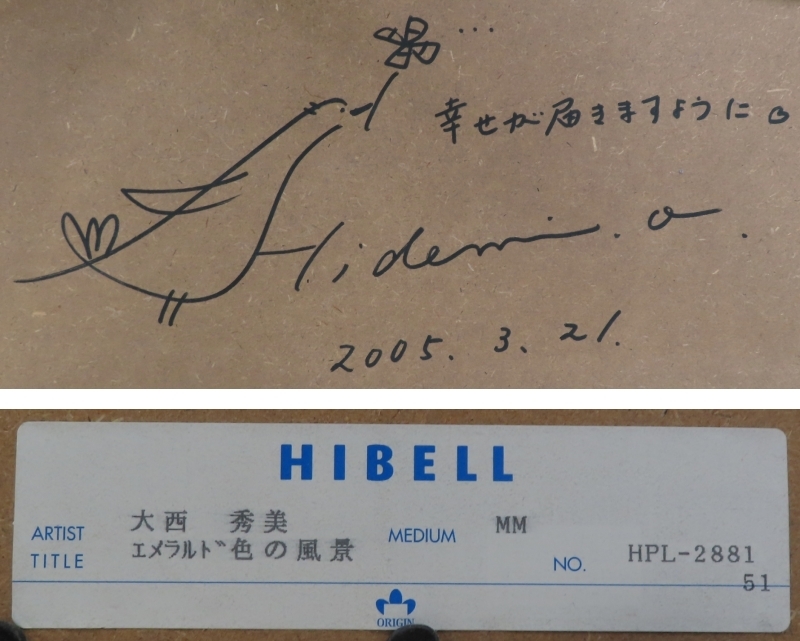 幸せが届きますように。
Hidemi.o.
2005.3.21.
HIBELL
ARTIST 大西 秀美 MEDIUM MM
TITLE エメラルド色の風景 NO. HPL-2881
51
ORIGIN